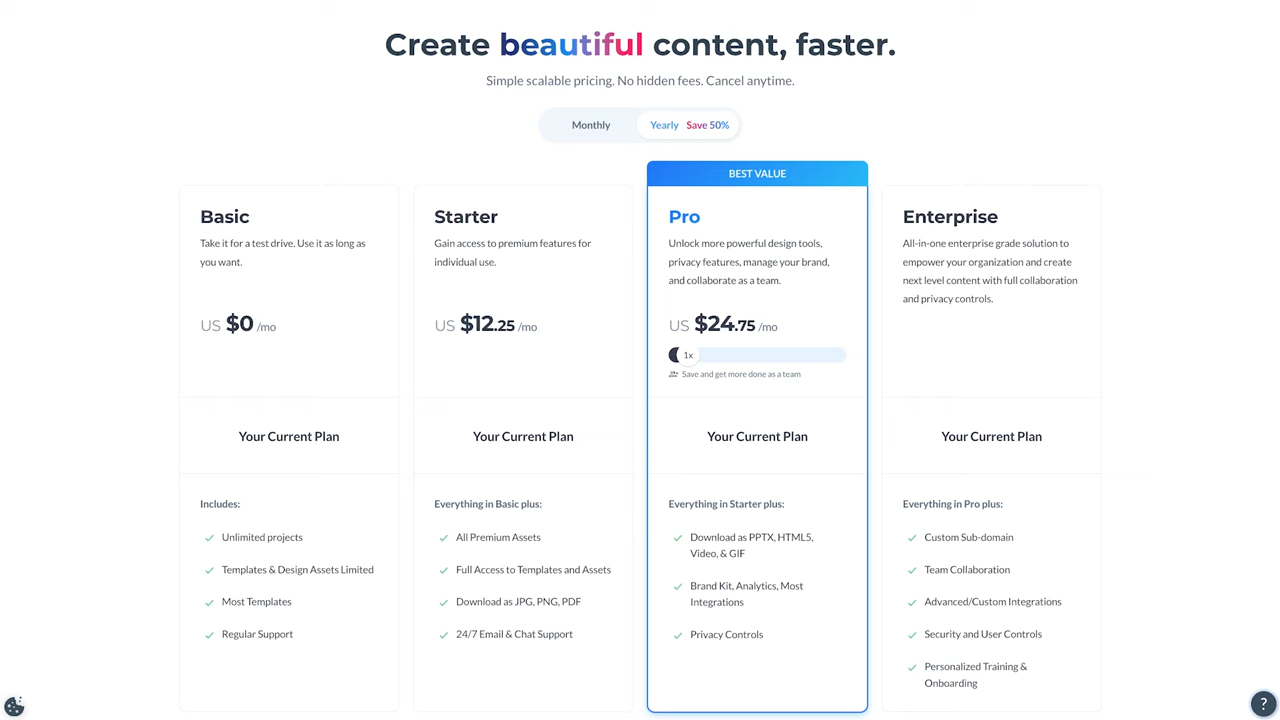 Create beautiful content, faster.
Simple scalable pricing. No hidden fees. Cancel anytime.
Monthly
Yearly Save 50%
BEST VALUE
Basic
Take it for a test drive. Use it as long as
you want.
US $0 /mo
Your Current Plan
Includes:
Unlimited projects
Templates & Design Assets Limited
Most Templates
Regular Support
Starter
Gain access to premium features for
individual use.
US $12.25 /mo
Your Current Plan
Everything in Basic plus:
All Premium Assets
Full Access to Templates and Assets
Download as JPG, PNG, PDF
24/7 Email & Chat Support
Pro
Unlock more powerful design tools,
privacy features, manage your brand,
and collaborate as a team.
US $24.75 /mo
1x
Save and get more done as a team
Your Current Plan
Everything in Starter plus:
Download as PPTX, HTML5,
Video, & GIF
Brand Kit, Analytics, Most
Integrations
Privacy Controls
Enterprise
All-in-one enterprise grade solution to
empower your organization and create
next level content with full collaboration
and privacy controls.
Your Current Plan
Everything in Pro plus:
Custom Sub-domain
Team Collaboration
Advanced/Custom Integrations
Security and User Controls
Personalized Training &
Onboarding
?